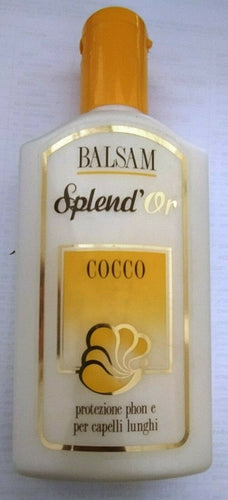 BALSAM
Splend'Or
COCCO
protezione phon e
per capelli lunghi